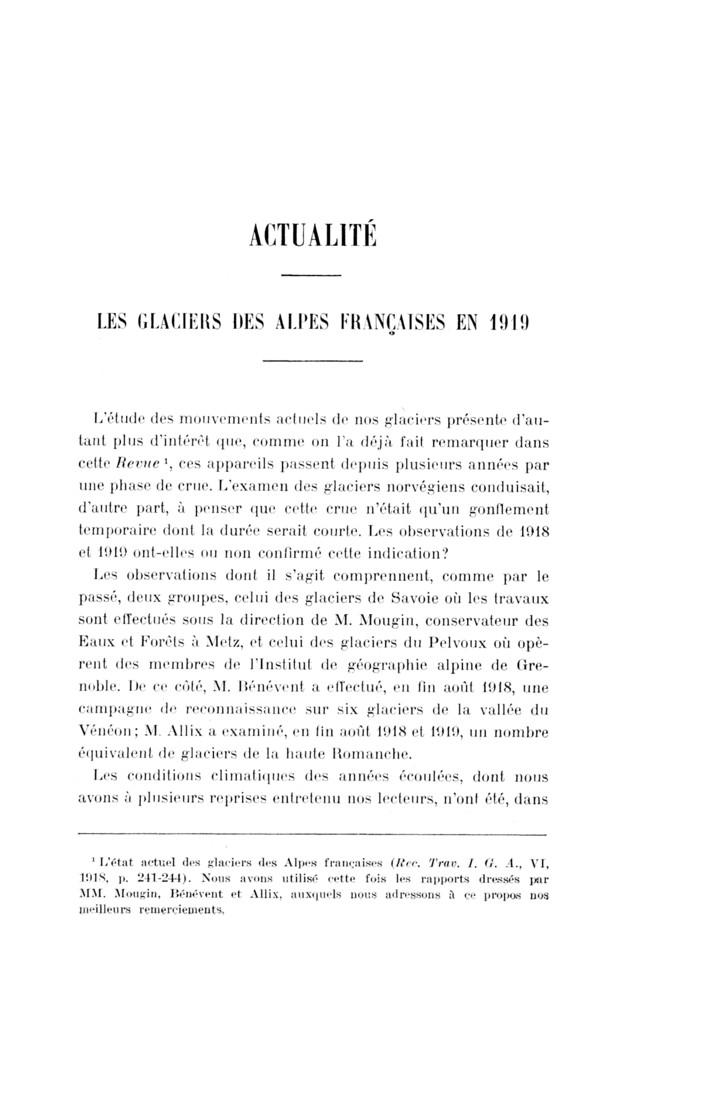 ACTUALITÉ
LES GLACIERS DES ALPES FRANÇAISES EN 1919
L'étude des mouvements actuels de nos glaciers présente d'au-
tant plus d'intérêt que, comme on l'a déjà fait remarquer dans
cette Revue ¹, ces appareils passent depuis plusieurs années par
une phase de crue. L'examen des glaciers norvégiens conduisait,
d'autre part, à penser que cette crue n'était qu'un gonflement
temporaire dont la durée serait courte. Les observations de 1918
et 1919 ont-elles ou non confirmé cette indication?
Les observations dont il s'agit comprennent, comme par le
passé, deux groupes, celui des glaciers de Savoie où les travaux
sont effectués sous la direction de M. Mougin, conservateur des
Eaux et Forêts à Metz, et celui des glaciers du Pelvoux où opè-
rent des membres de l'Institut de géographie alpine de Gre-
noble. De ce côté, M. Bénévent a effectué, en fin août 1918, une
campagne de reconnaissance sur six glaciers de la vallée du
Vénéon; M. Allix a examiné, en fin août 1918 et 1919, un nombre
équivalent de glaciers de la haute Romanche.
Les conditions climatiques des années écoulées, dont nous
avons à plusieurs reprises entretenu nos lecteurs, n'ont été, dans
¹ L'état actuel des glaciers des Alpes françaises (Rec. Trav. I. G. A., VI,
1918, p. 241-244). Nous avons utilisé cette fois les rapports dressés par
MM. Mougin, Bénévent et Allix, auxquels nous adressons à ce propos nos
meilleurs remerciements.